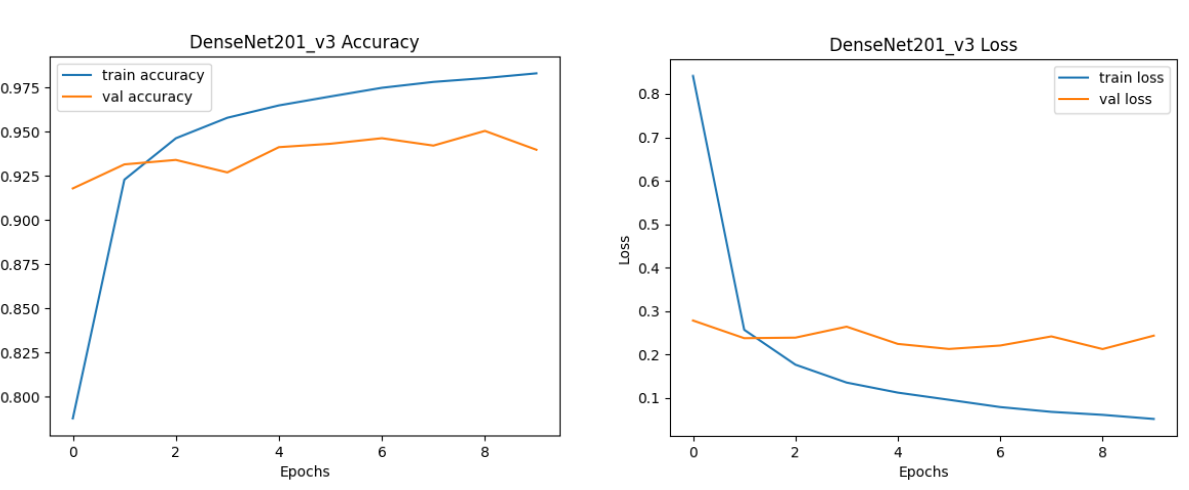 DenseNet201_v3 Accuracy
train accuracy
val accuracy
0.975
0.950
0.925
0.900
0.875
0.850
0.825
0.800
0 2 4 6 8
Epochs
DenseNet201_v3 Loss
train loss
val loss
Loss
0.8
0.7
0.6
0.5
0.4
0.3
0.2
0.1
0 2 4 6 8
Epochs